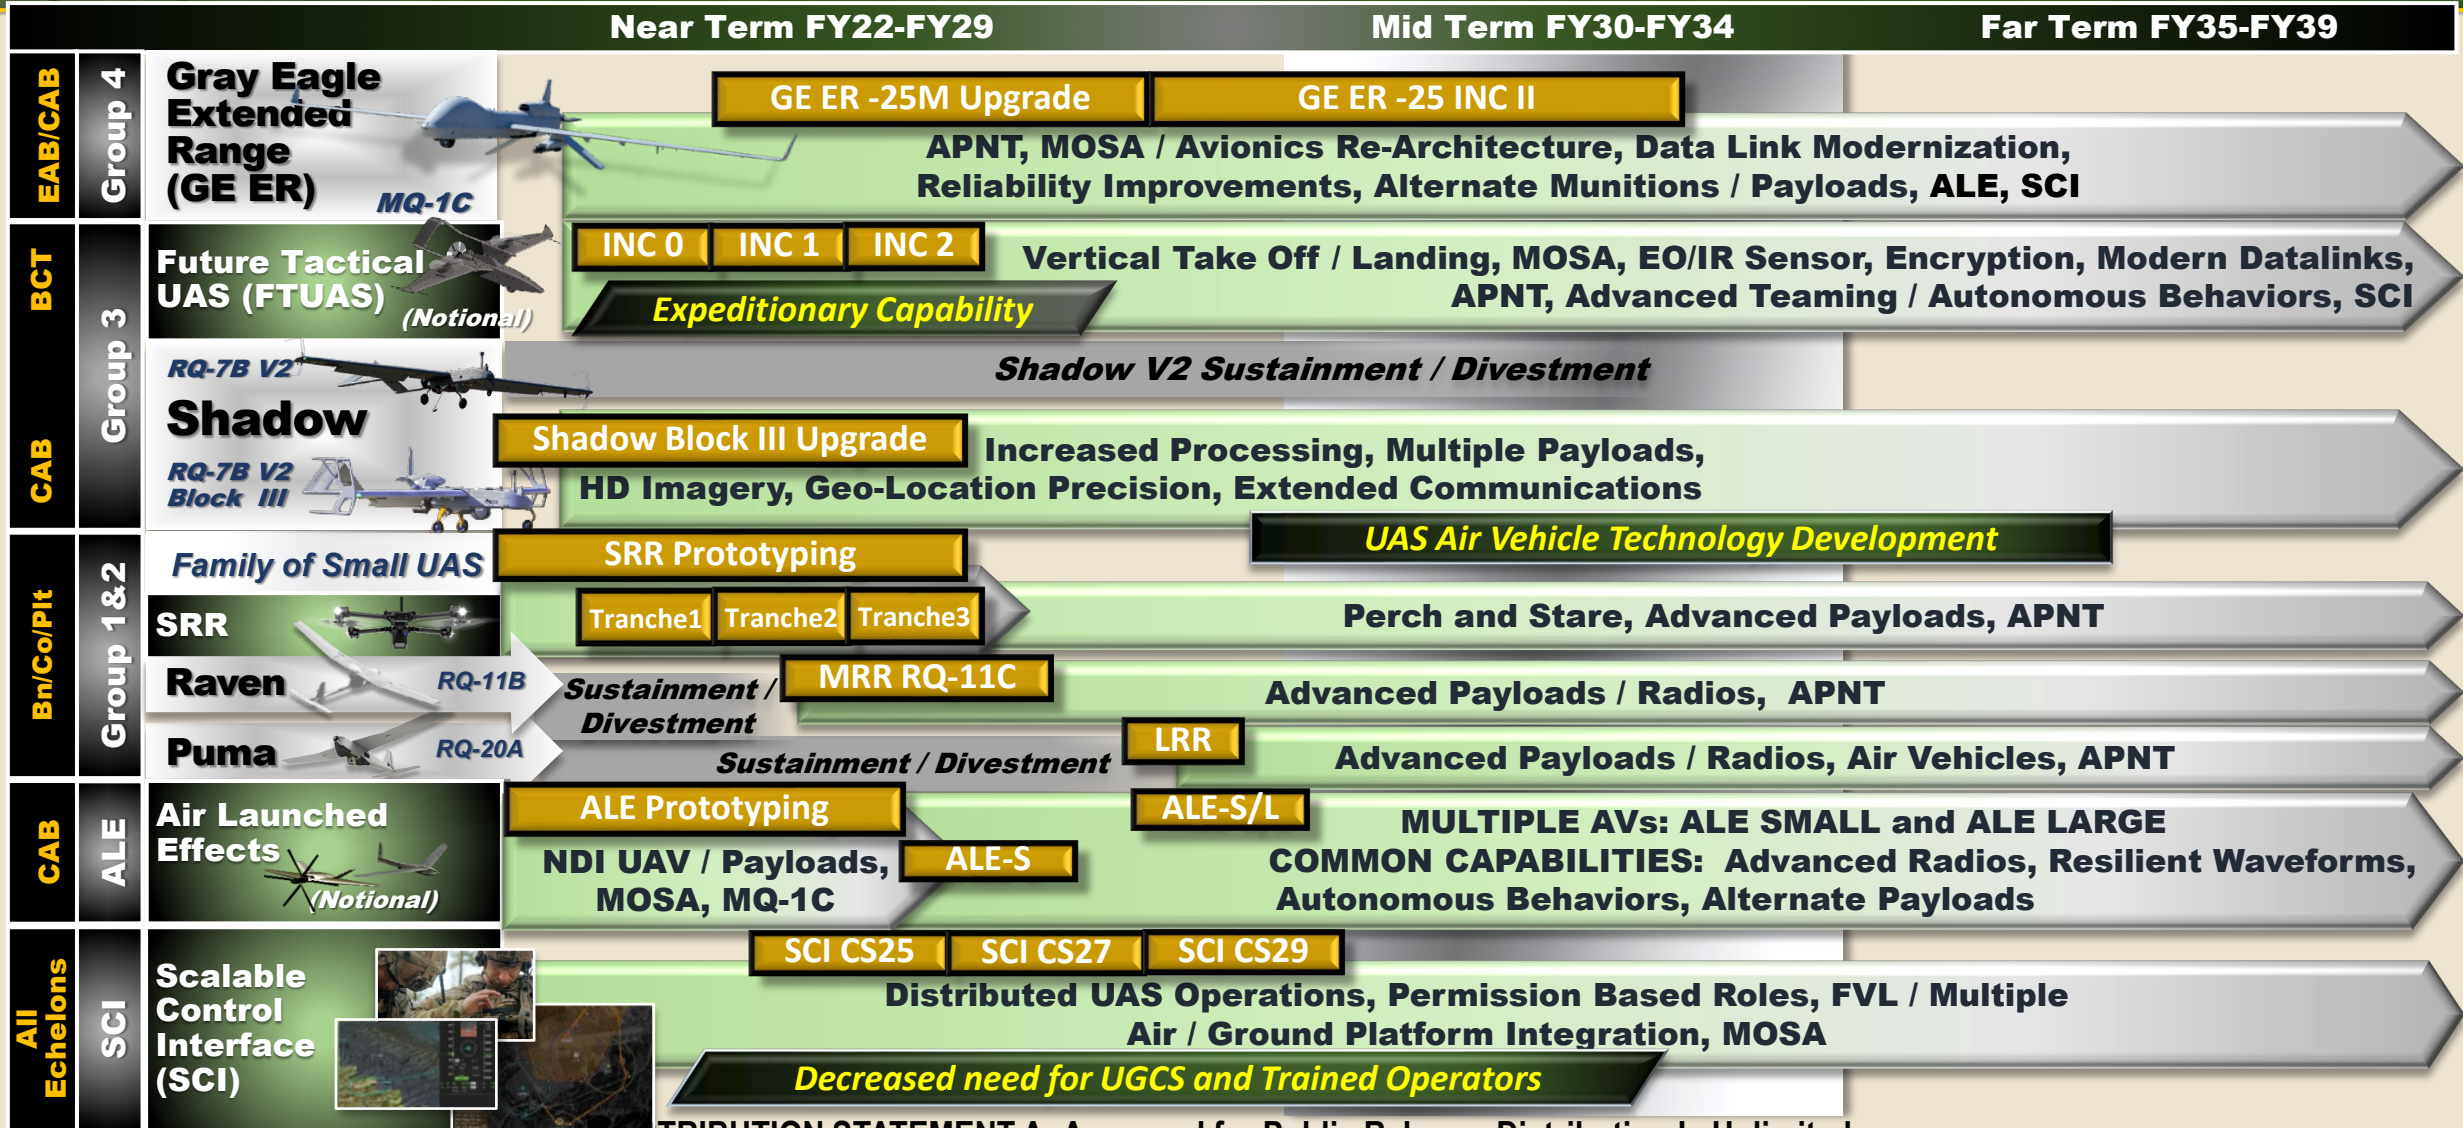 Near Term FY22-FY29
Mid Term FY30-FY34
Far Term FY35-FY39
EAB/CAB
Group 4
Gray Eagle
Extended
Range
(GE ER)
MQ-1C
GE ER -25M Upgrade
GE ER -25 INC II
APNT, MOSA / Avionics Re-Architecture, Data Link Modernization,
Reliability Improvements, Alternate Munitions / Payloads, ALE, SCI
BCT
Group 3
Future Tactical
UAS (FTUAS)
(Notional)
INC 0
INC 1
INC 2
Vertical Take Off / Landing, MOSA, EO/IR Sensor, Encryption, Modern Datalinks,
APNT, Advanced Teaming / Autonomous Behaviors, SCI
Expeditionary Capability
CAB
RQ-7B V2
Shadow
RQ-7B V2
Block III
Shadow V2 Sustainment / Divestment
Shadow Block III Upgrade
Increased Processing, Multiple Payloads,
HD Imagery, Geo-Location Precision, Extended Communications
UAS Air Vehicle Technology Development
Bn/Co/Plt
Group 1&2
Family of Small UAS
SRR Prototyping
SRR
Tranche1
Tranche2
Tranche3
Perch and Stare, Advanced Payloads, APNT
Raven
RQ-11B
Sustainment /
Divestment
MRR RQ-11C
Advanced Payloads / Radios, APNT
Puma
RQ-20A
Sustainment / Divestment
LRR
Advanced Payloads / Radios, Air Vehicles, APNT
CAB
ALE
Air Launched
Effects
(Notional)
ALE Prototyping
NDI UAV / Payloads,
MOSA, MQ-1C
ALE-S
ALE-S/L
MULTIPLE AVs: ALE SMALL and ALE LARGE
COMMON CAPABILITIES: Advanced Radios, Resilient Waveforms,
Autonomous Behaviors, Alternate Payloads
All
Echelons
SCI
Scalable
Control
Interface
(SCI)
SCI CS25
SCI CS27
SCI CS29
Distributed UAS Operations, Permission Based Roles, FVL / Multiple
Air / Ground Platform Integration, MOSA
Decreased need for UGCS and Trained Operators
TRIBUTION STATEMENT A: Approved for Public Release: Distribution Is Unlimited